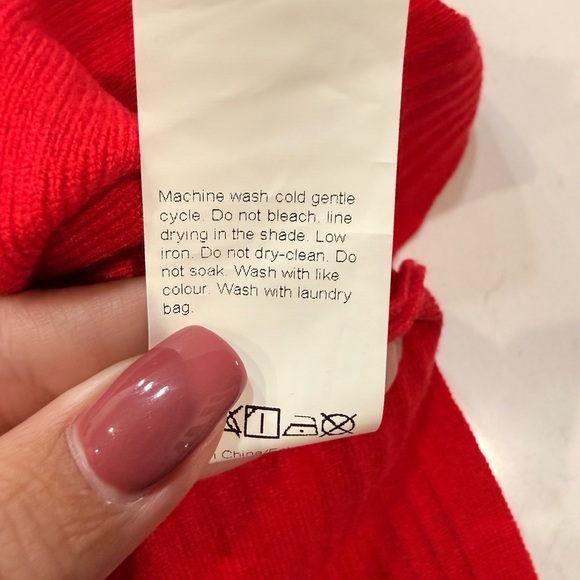 Machine wash cold gentle
cycle. Do not bleach. line
drying in the shade. Low
iron. Do not dry-clean. Do
not soak. Wash with like
colour. Wash with laundry
bag.
China/